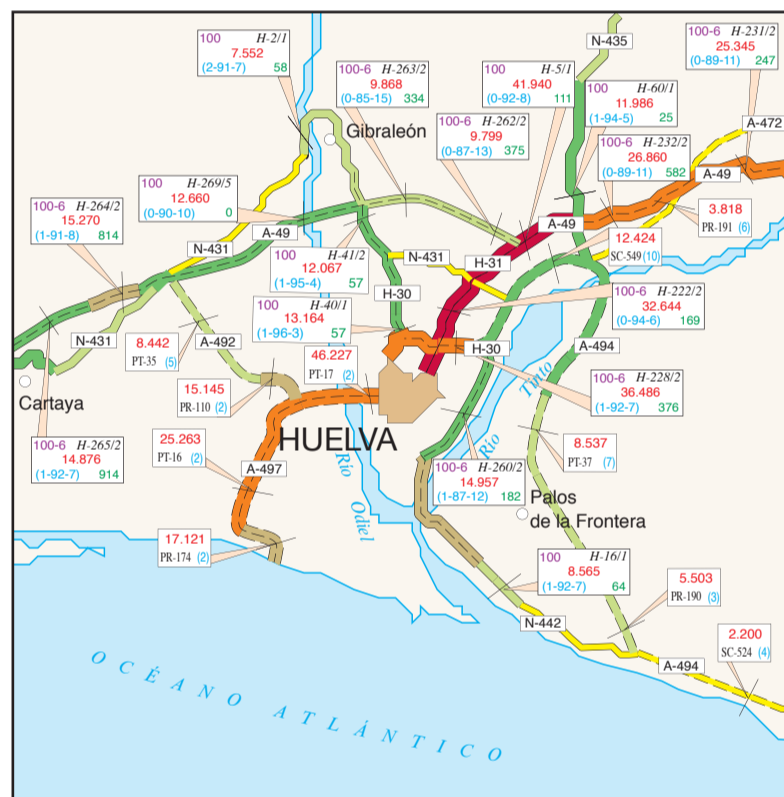 100 H-2/1
7.552
(2-91-7) 58
100-6 H-263/2
9.868
(0-85-15) 334
100-6 H-262/2
9.799
(0-87-13) 375
100 H-5/1
41.940
(0-92-8) 111
N-435
100 H-60/1
11.986
(1-94-5) 25
100-6 H-231/2
25.345
(0-89-11) 247
A-472
100-6 H-232/2
26.860
(0-89-11) 582
Gibraleón
A-49
100-6 H-264/2
15.270
(1-91-8) 814
100 H-269/5
12.660
(0-90-10) 0
N-431
A-49
A-49
3.818
PR-191 (6)
12.424
SC-549 (10)
100 H-41/2
12.067
(1-95-4) 57
N-431
H-31
H-30
100-6 H-222/2
32.644
(0-94-6) 169
100 H-40/1
13.164
(1-96-3) 57
N-431
A-492
8.442
PT-35 (5)
46.227
PT-17 (2)
H-30
A-494
Cartaya
15.145
PR-110 (2)
100-6 H-228/2
36.486
(1-92-7) 376
Río
Tinto
HUELVA
100-6 H-265/2
14.876
(1-92-7) 914
25.263
PT-16 (2)
A-497
Río
Odiel
100-6 H-260/2
14.957
(1-87-12) 182
8.537
PT-37 (7)
Palos
de la Frontera
17.121
PR-174 (2)
100 H-16/1
8.565
(1-92-7) 64
5.503
PR-190 (3)
N-442
2.200
SC-524 (4)
A-494
OCÉANO ATLÁNTICO